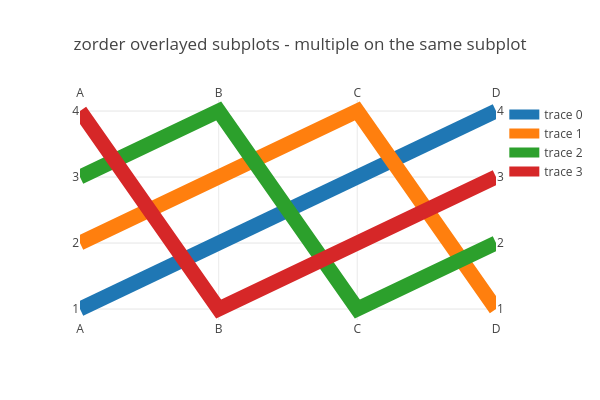 zorder overlayed subplots - multiple on the same subplot
A B C D
4 4 trace 0
trace 1
trace 2
3 3 trace 3
2 2
1 1
A B C D